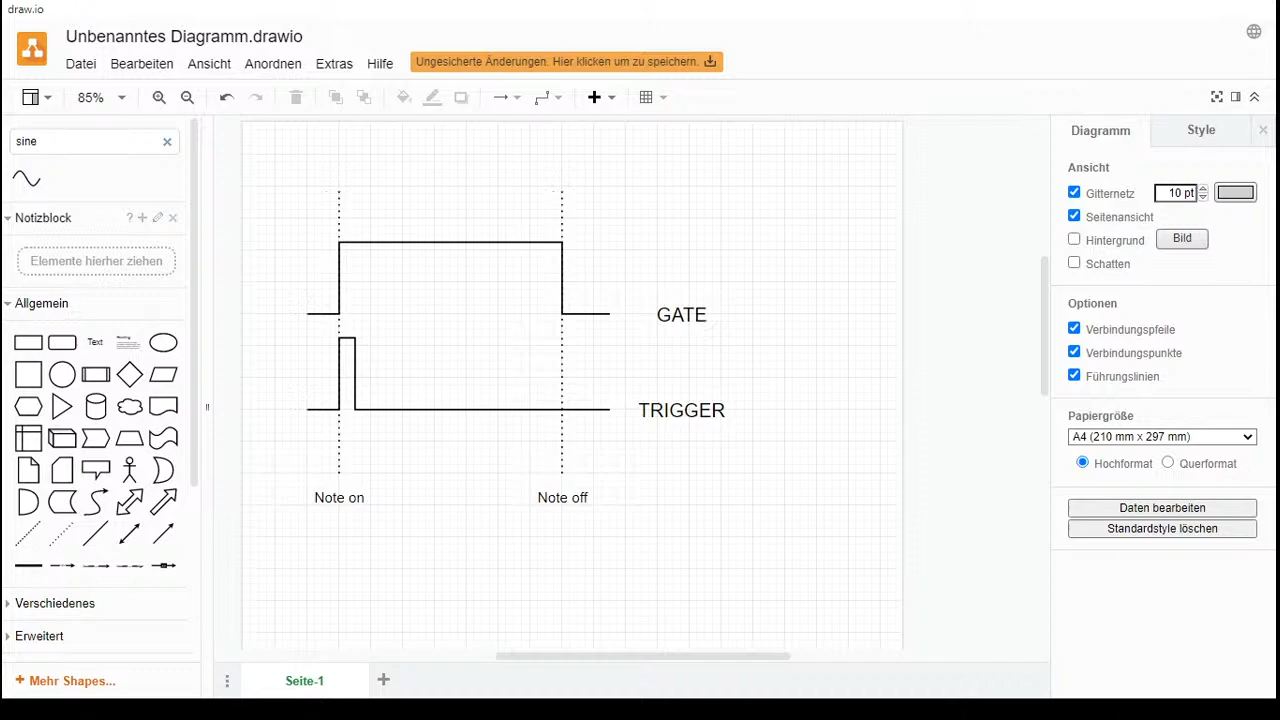 draw.io
Unbenanntes Diagramm.drawio
Datei Bearbeiten Ansicht Anordnen Extras Hilfe
Ungesicherte Änderungen. Hier klicken um zu speichern.
85%
sine
Notizblock
?
Elemente hierher ziehen
Allgemein
Text
Verschiedenes
Erweitert
+ Mehr Shapes...
GATE
TRIGGER
Note on Note off
Seite-1
Diagramm Style
Ansicht
Gitternetz 10 pt
Seitenansicht
Hintergrund Bild
Schatten
Optionen
Verbindungspfeile
Verbindungspunkte
Führungslinien
Papiergröße
A4 (210 mm x 297 mm)
Hochformat Querformat
Daten bearbeiten
Standardstyle löschen